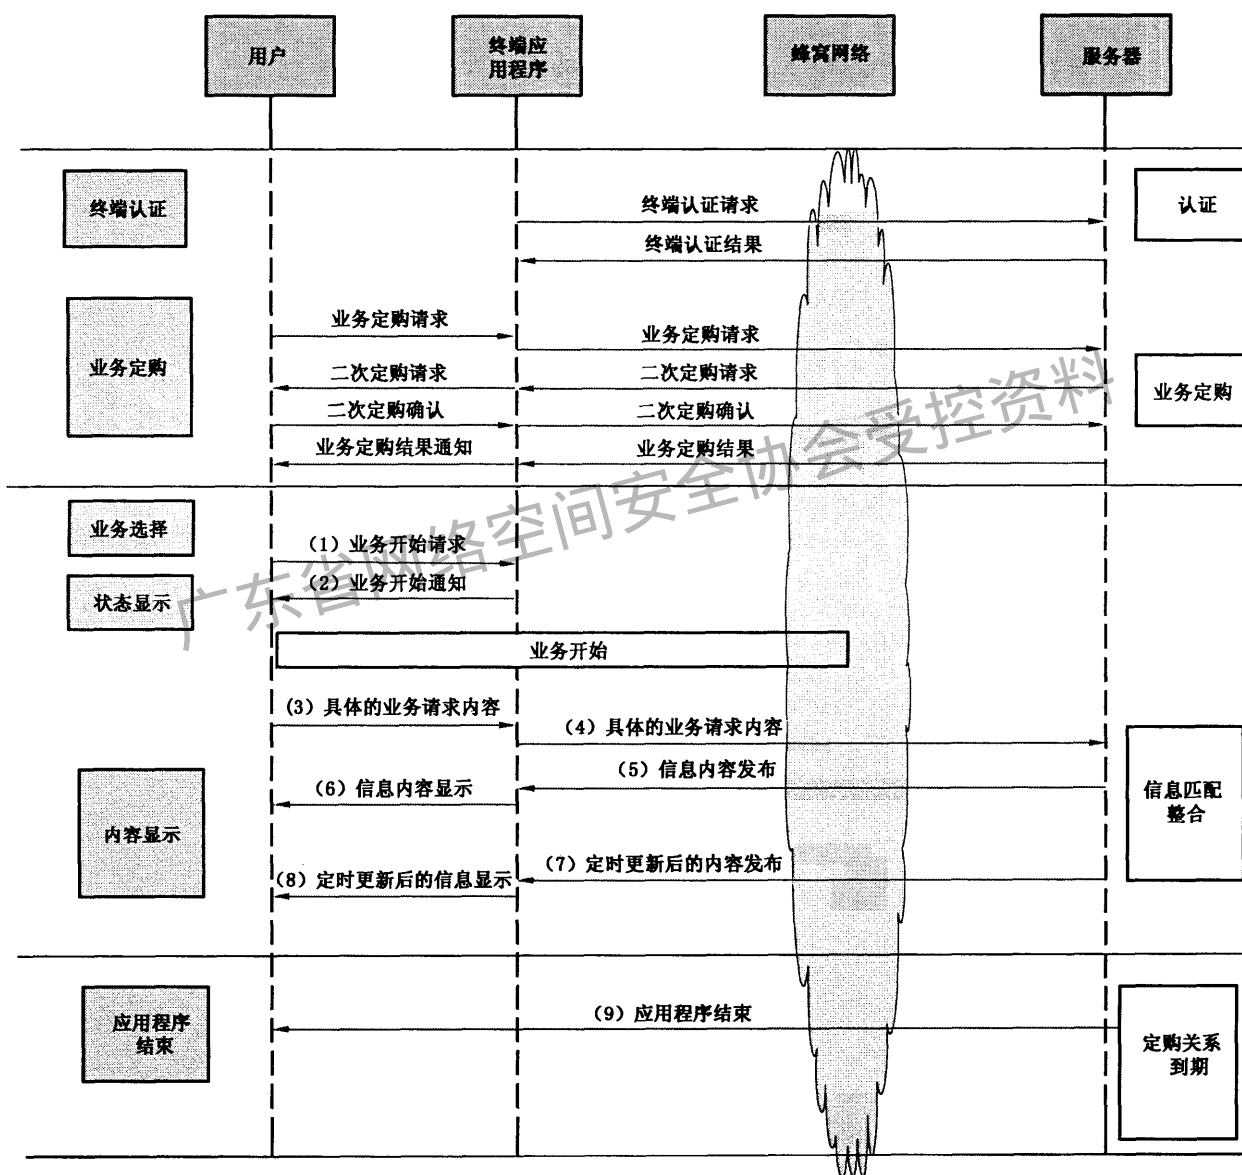 用户
终端应
用程序
蜂窝网络
服务器
终端认证
终端认证请求
认证
终端认证结果
业务定购请求
业务定购请求
业务定购
二次定购请求
二次定购请求
业务定购
二次定购确认
二次定购确认
业务定购结果通知
业务定购结果
业务选择
(1) 业务开始请求
状态显示
(2) 业务开始通知
业务开始
(3) 具体的业务请求内容
(4) 具体的业务请求内容
(5) 信息内容发布
(6) 信息内容显示
信息匹配
整合
内容显示
(7) 定时更新后的内容发布
(8) 定时更新后的信息显示
应用程序
结束
(9) 应用程序结束
定购关系
到期
广东省网络空间安全协会受控资料